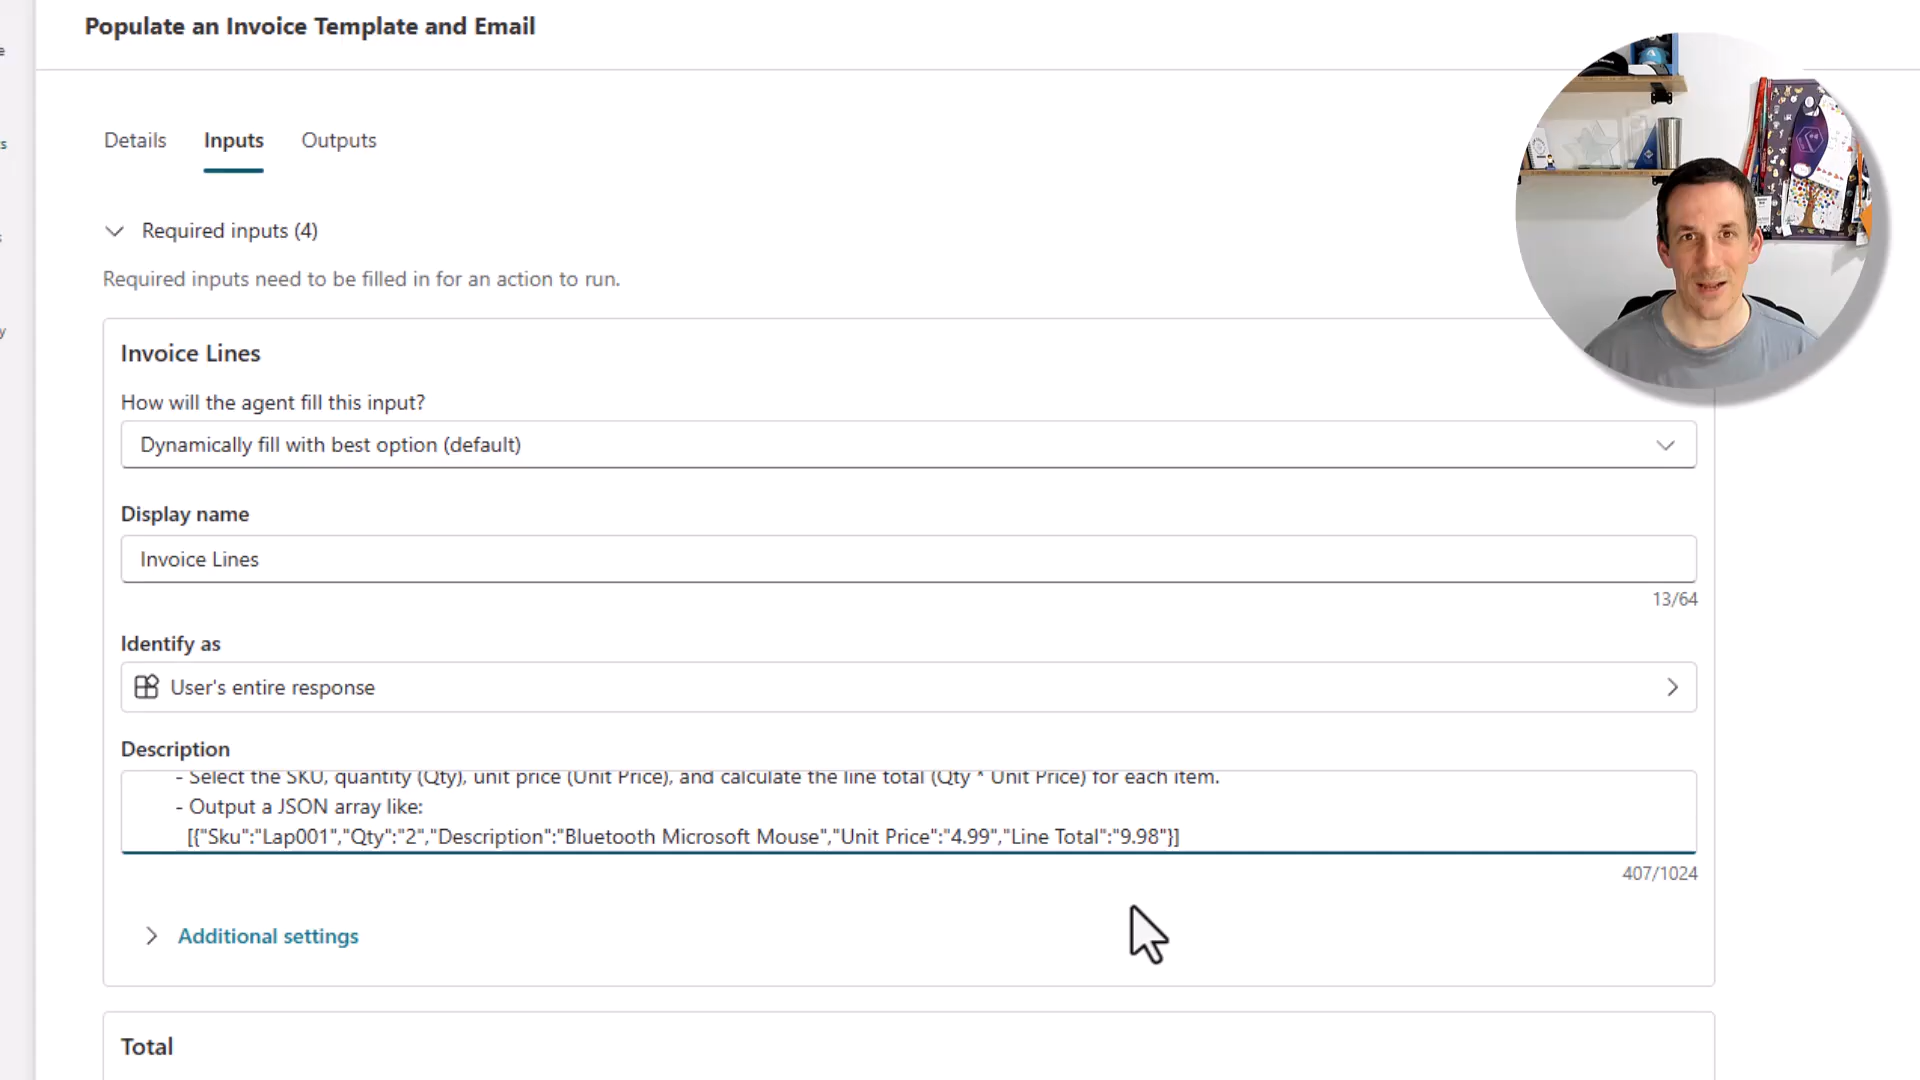 Populate an Invoice Template and Email
Details Inputs Outputs
Required inputs (4)
Required inputs need to be filled in for an action to run.
Invoice Lines
How will the agent fill this input?
Dynamically fill with best option (default)
Display name
Invoice Lines
13/64
Identify as
User's entire response
Description
- Select the SKU, quantity (Qty), unit price (Unit Price), and calculate the line total (Qty * Unit Price) for each item.
- Output a JSON array like:
[{"Sku":"Lap001","Qty":"2","Description":"Bluetooth Microsoft Mouse","Unit Price":"4.99","Line Total":"9.98"}]
407/1024
Additional settings
Total